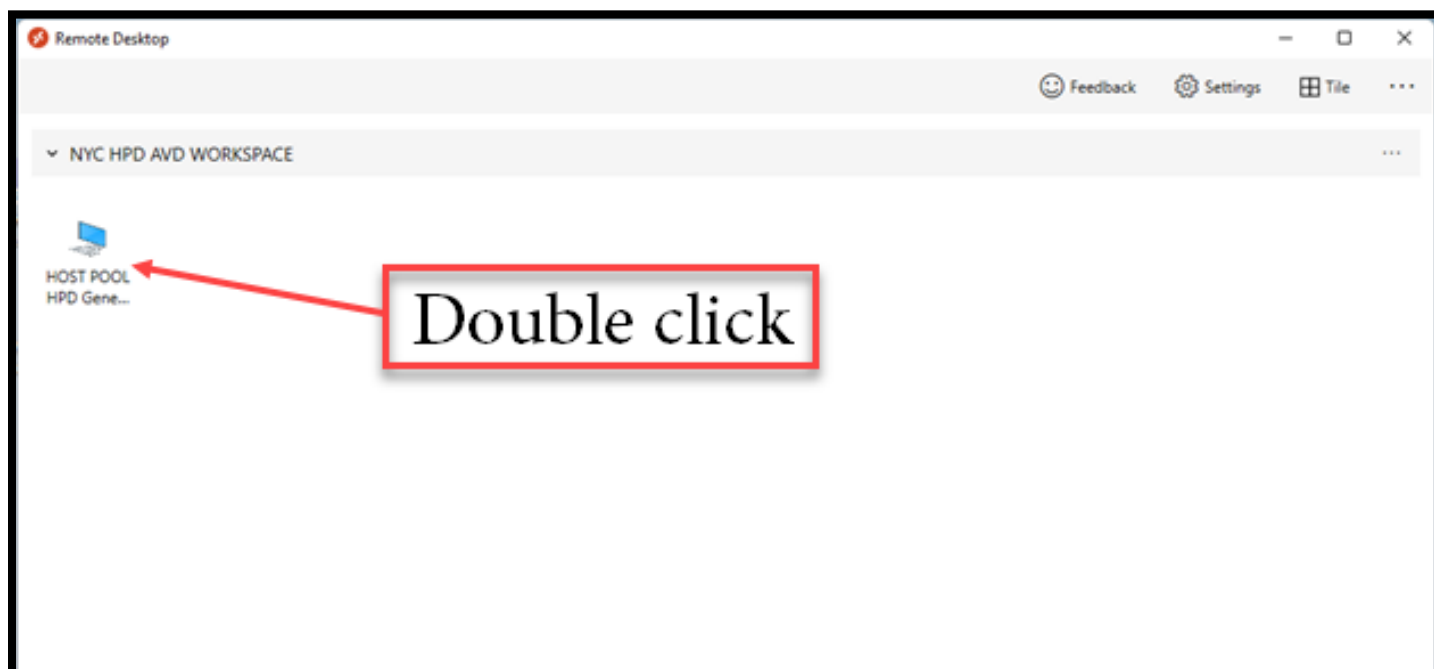 Remote Desktop
Feedback Settings Tile
NYC HPD AVD WORKSPACE
HOST POOL
HPD Gene...
Double click